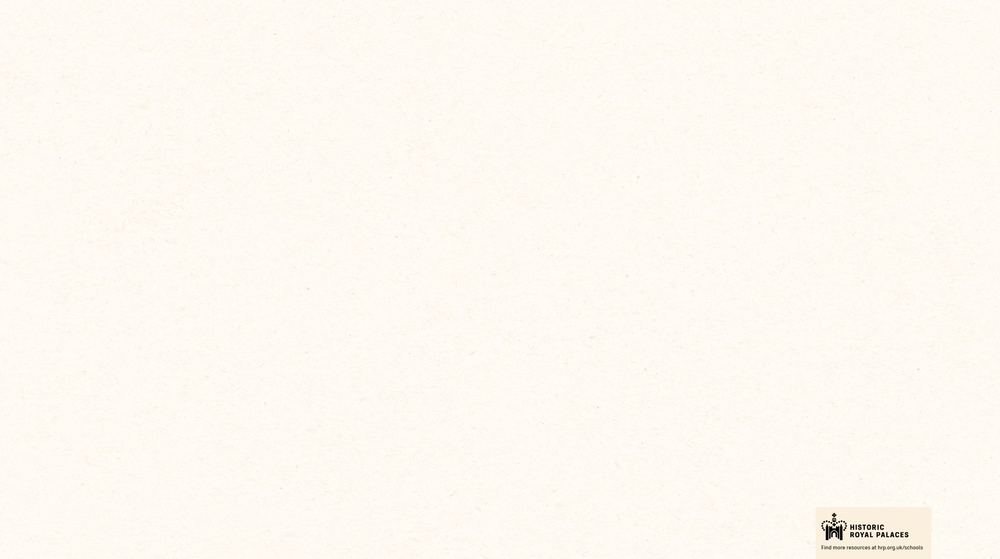 HISTORIC
ROYAL PALACES
Find more resources at hrp.org.uk/schools